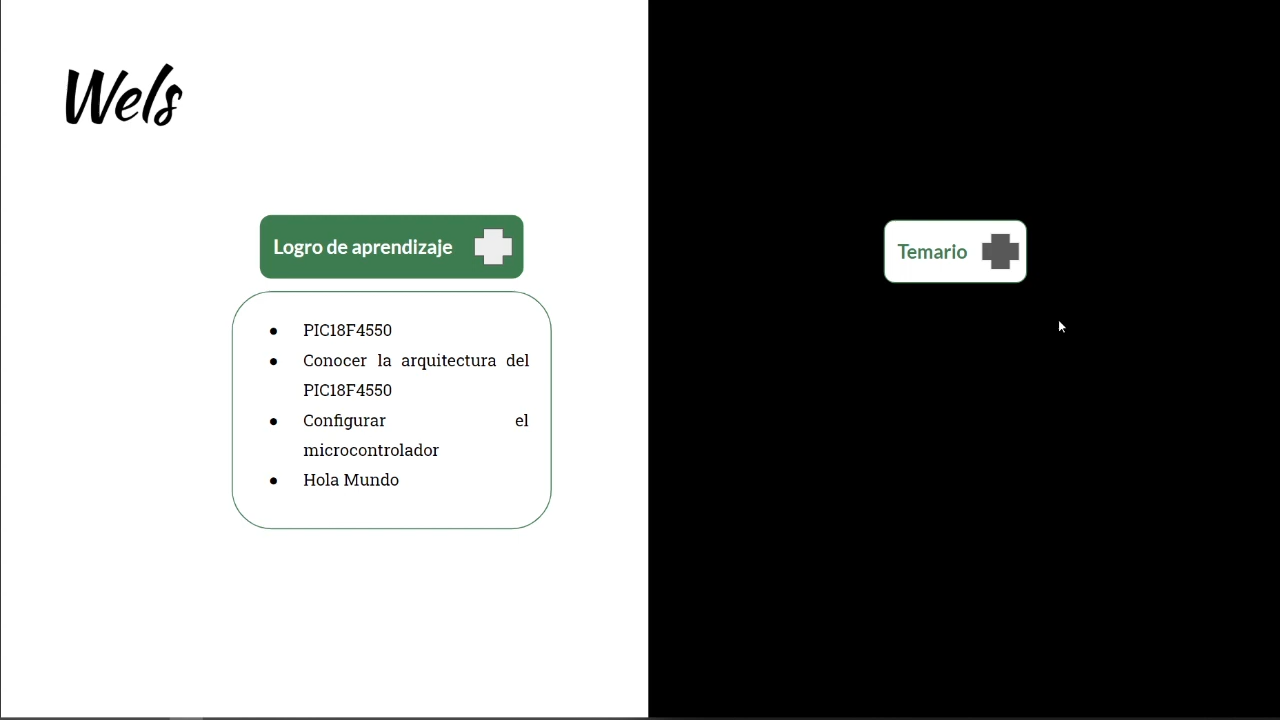 Wels
Logro de aprendizaje
● PIC18F4550
● Conocer la arquitectura del
PIC18F4550
● Configurar el
microcontrolador
● Hola Mundo
Temario